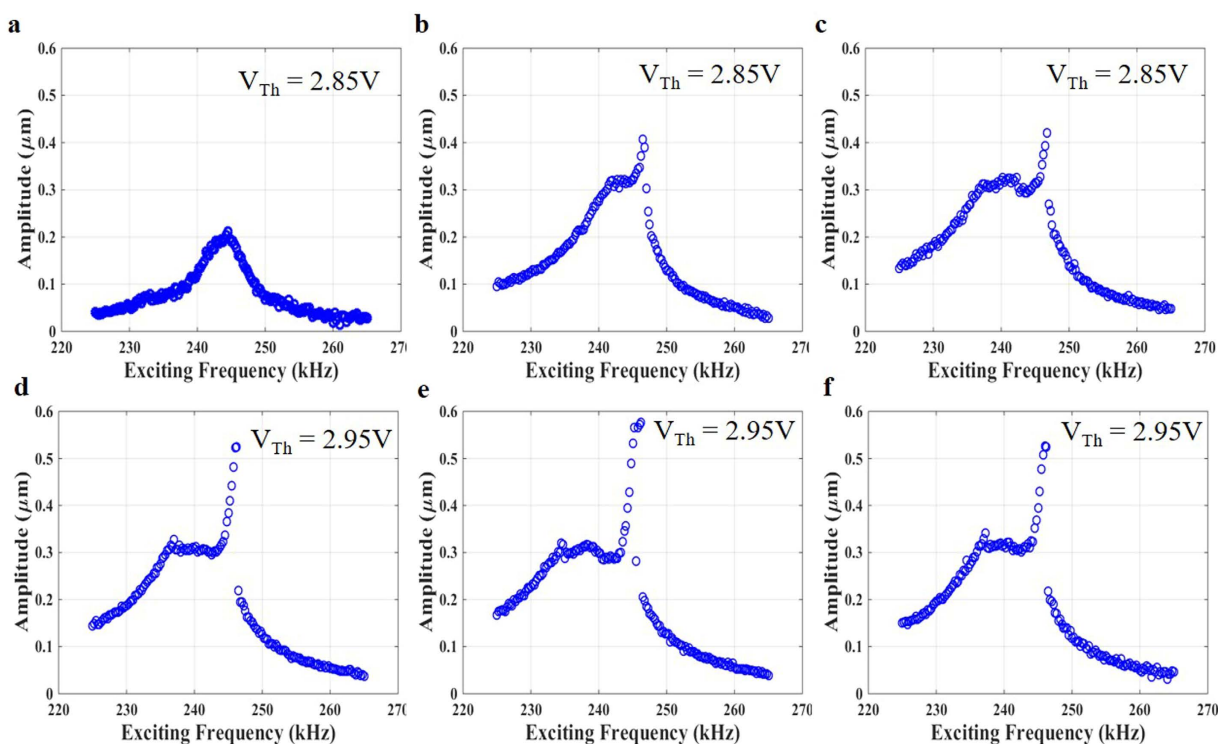 a
0.6
0.5
0.4
0.3
0.2
0.1
0
220 230 240 250 260 270
Amplitude (μm)
Exciting Frequency (kHz)
V_Th = 2.85V
b
0.6
0.5
0.4
0.3
0.2
0.1
0
220 230 240 250 260 270
Amplitude (μm)
Exciting Frequency (kHz)
V_Th = 2.85V
c
0.6
0.5
0.4
0.3
0.2
0.1
0
220 230 240 250 260 270
Amplitude (μm)
Exciting Frequency (kHz)
V_Th = 2.85V
d
0.6
0.5
0.4
0.3
0.2
0.1
0
220 230 240 250 260 270
Amplitude (μm)
Exciting Frequency (kHz)
V_Th = 2.95V
e
0.6
0.5
0.4
0.3
0.2
0.1
0
220 230 240 250 260 270
Amplitude (μm)
Exciting Frequency (kHz)
V_Th = 2.95V
f
0.6
0.5
0.4
0.3
0.2
0.1
0
220 230 240 250 260 270
Amplitude (μm)
Exciting Frequency (kHz)
V_Th = 2.95V